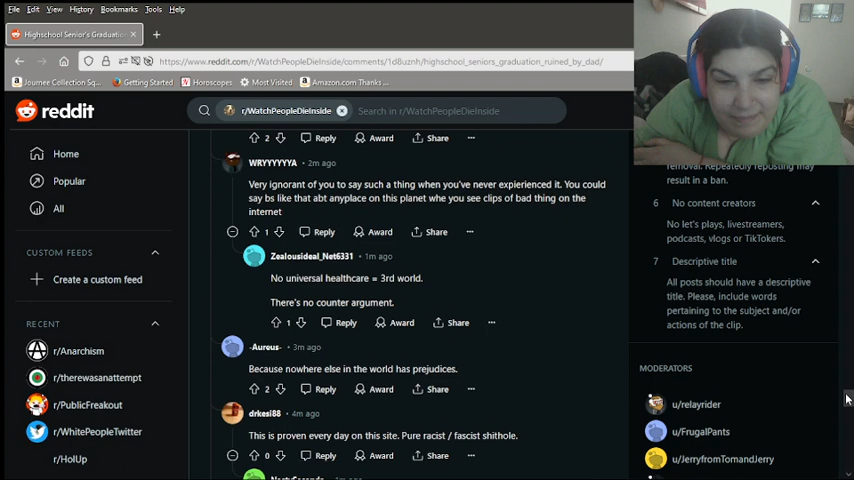 File Edit View History Bookmarks Tools Help
Highschool Senior's Graduatio
https://www.reddit.com/r/WatchPeopleDieInside/comments/1d8uznh/highschool_seniors_graduation_ruined_by_dad/
Journee Collection Sq... Getting Started Horoscopes Most Visited Amazon.com Thanks ...
reddit
r/WatchPeopleDieInside Search in r/WatchPeopleDieInside
2 Reply Award Share
Home
Popular
All
CUSTOM FEEDS
Create a custom feed
RECENT
r/Anarchism
r/therewasanattempt
r/PublicFreakout
r/WhitePeopleTwitter
r/HolUp
WRYYYYYYA • 2m ago
Very ignorant of you to say such a thing when you've never expierienced it. You could
say bs like that abt anyplace on this planet whe you see clips of bad thing on the
internet
1 Reply Award Share
Zealousideal_Net6331 • 1m ago
No universal healthcare = 3rd world.
There's no counter argument.
1 Reply Award Share
-Aureus- • 3m ago
Because nowhere else in the world has prejudices.
2 Reply Award Share
drkesi88 • 4m ago
This is proven every day on this site. Pure racist / fascist shithole.
0 Reply Award Share
removal. Repeatedly reposting may
result in a ban.
6 No content creators
No let's plays, livestreamers,
podcasts, vlogs or TikTokers.
7 Descriptive title
All posts should have a descriptive
title. Please, include words
pertaining to the subject and/or
actions of the clip.
MODERATORS
u/relayrider
u/FrugalPants
u/JerryfromTomandJerry